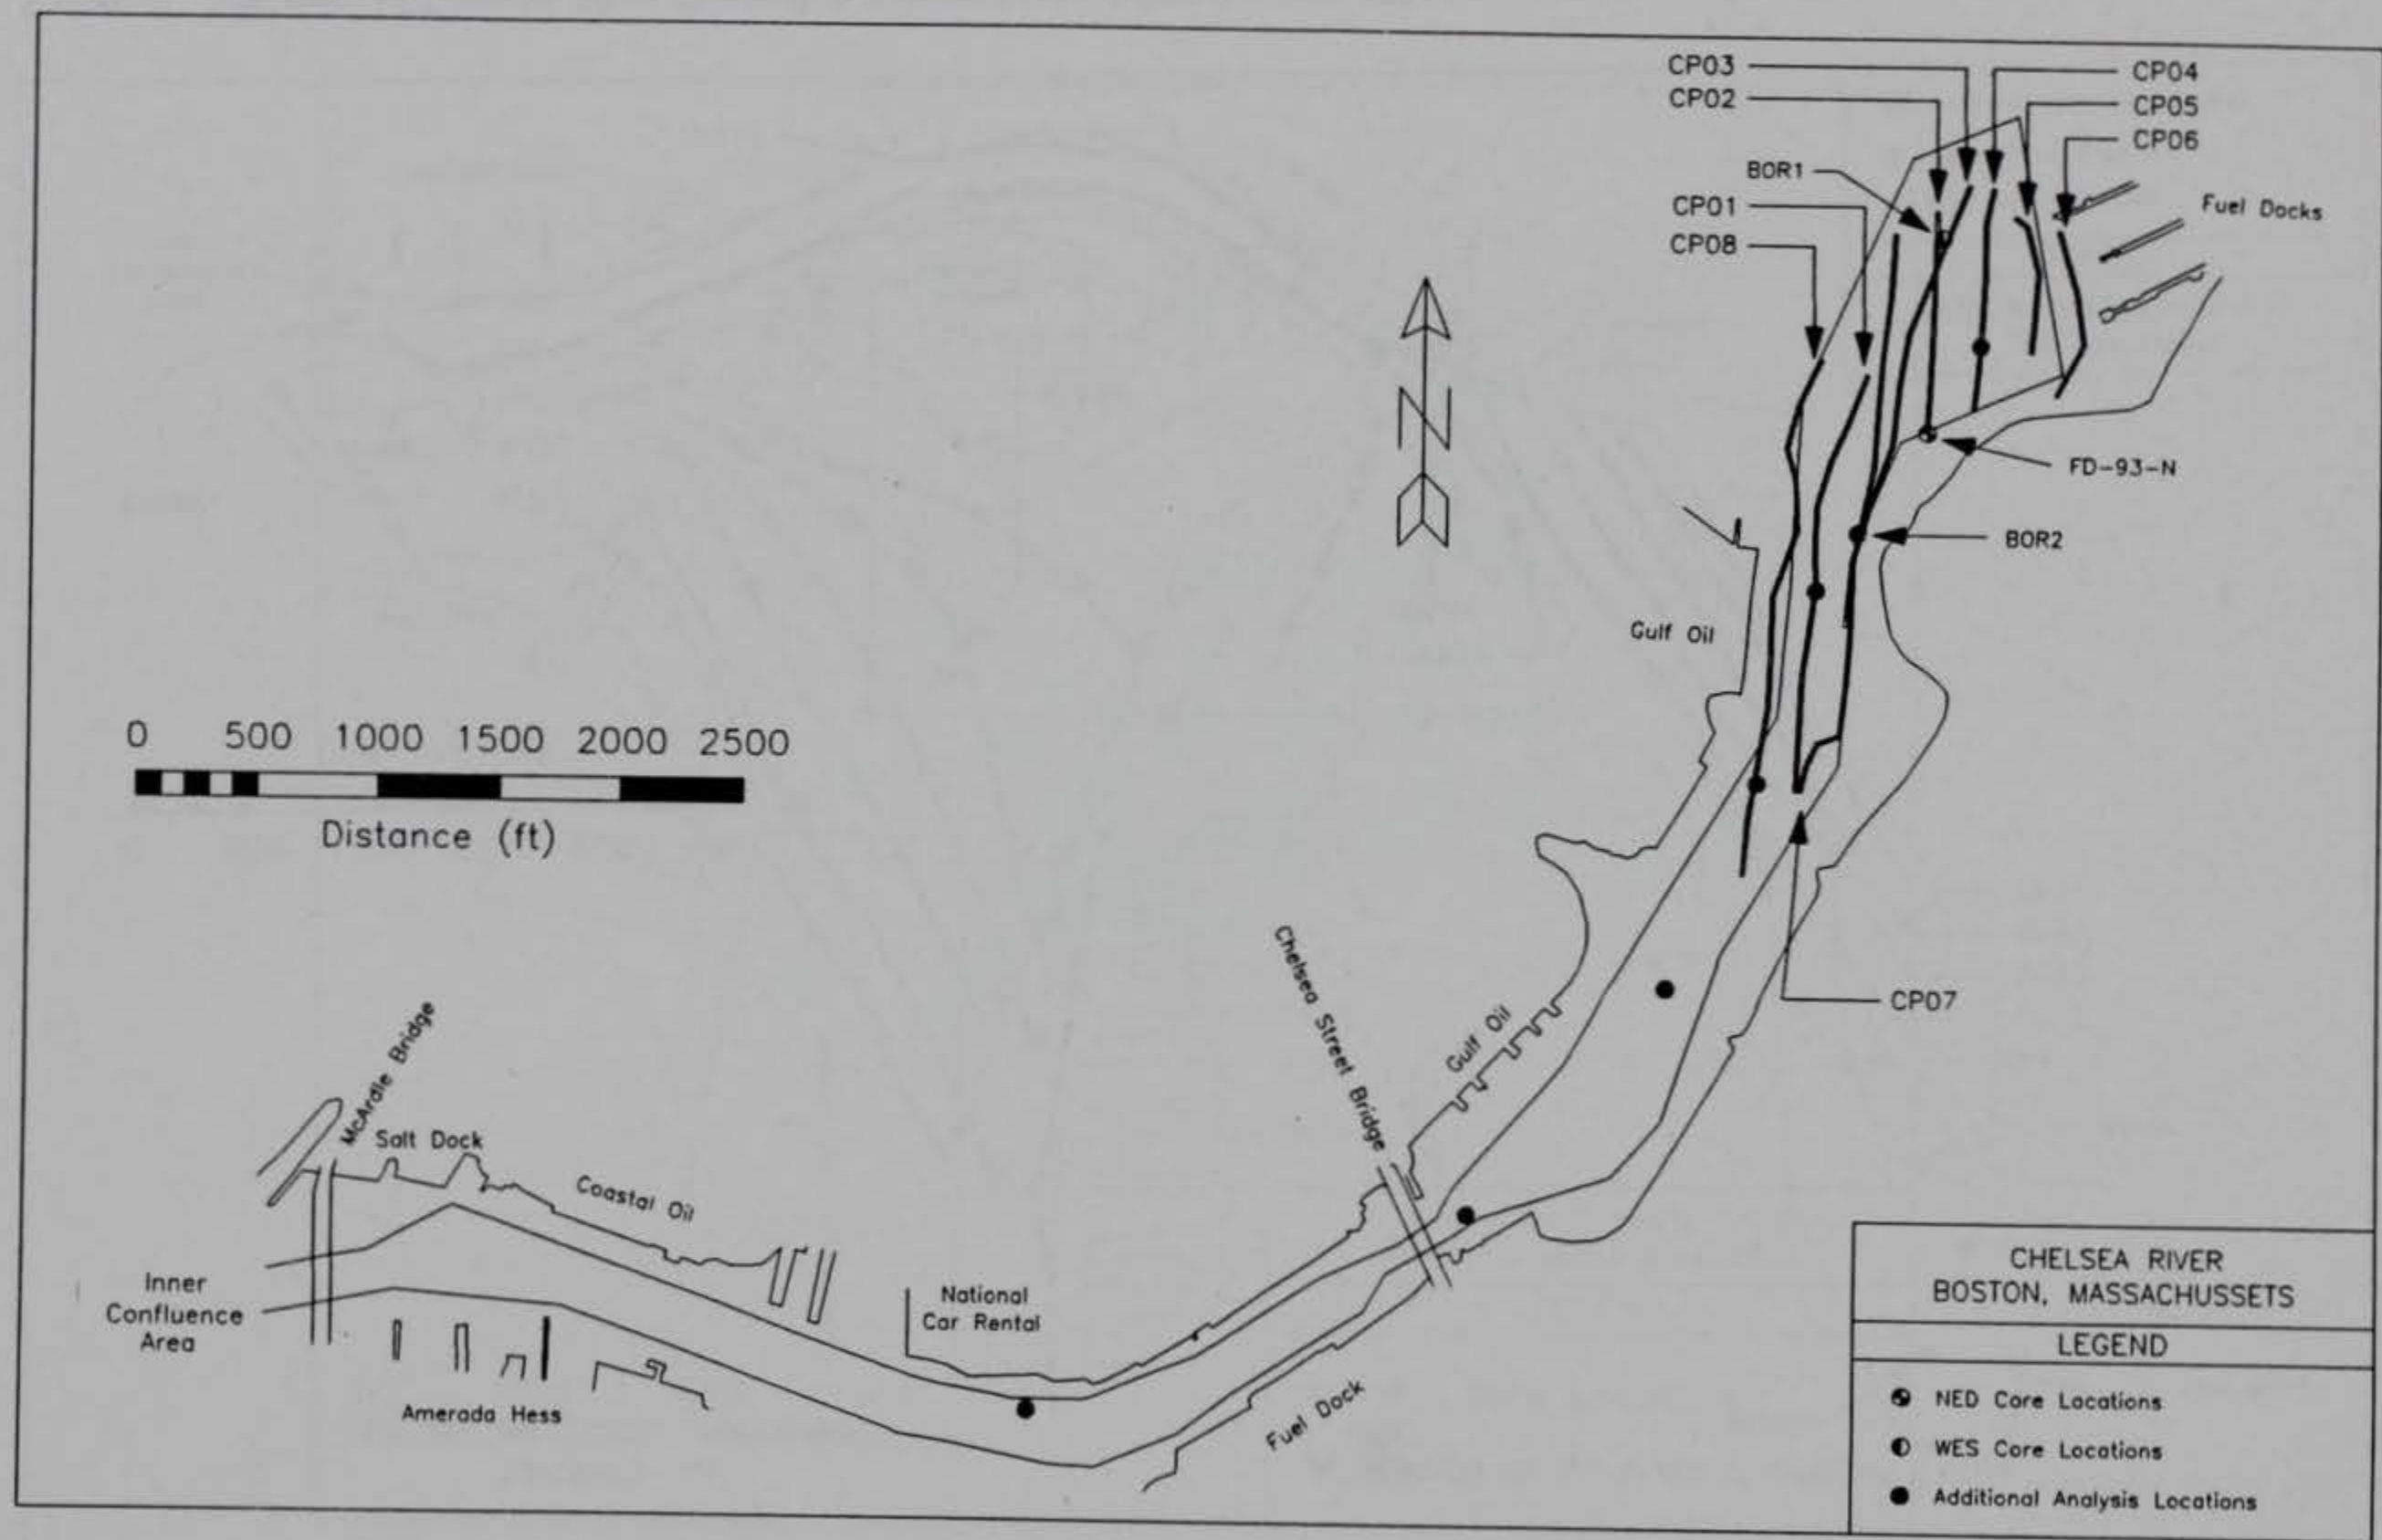 CP03
CP02
BOR1
CP01
CP08
CP04
CP05
CP06
Fuel Docks
FD-93-N
BOR2
N
Gulf Oil
0 500 1000 1500 2000 2500
Distance (ft)
CP07
Chelsea Street Bridge
Gulf Oil
McArdle Bridge
Salt Dock
Coastal Oil
Inner
Confluence
Area
National
Car Rental
Amerada Hess
Fuel Dock
CHELSEA RIVER
BOSTON, MASSACHUSSETS
LEGEND
NED Core Locations
WES Core Locations
Additional Analysis Locations